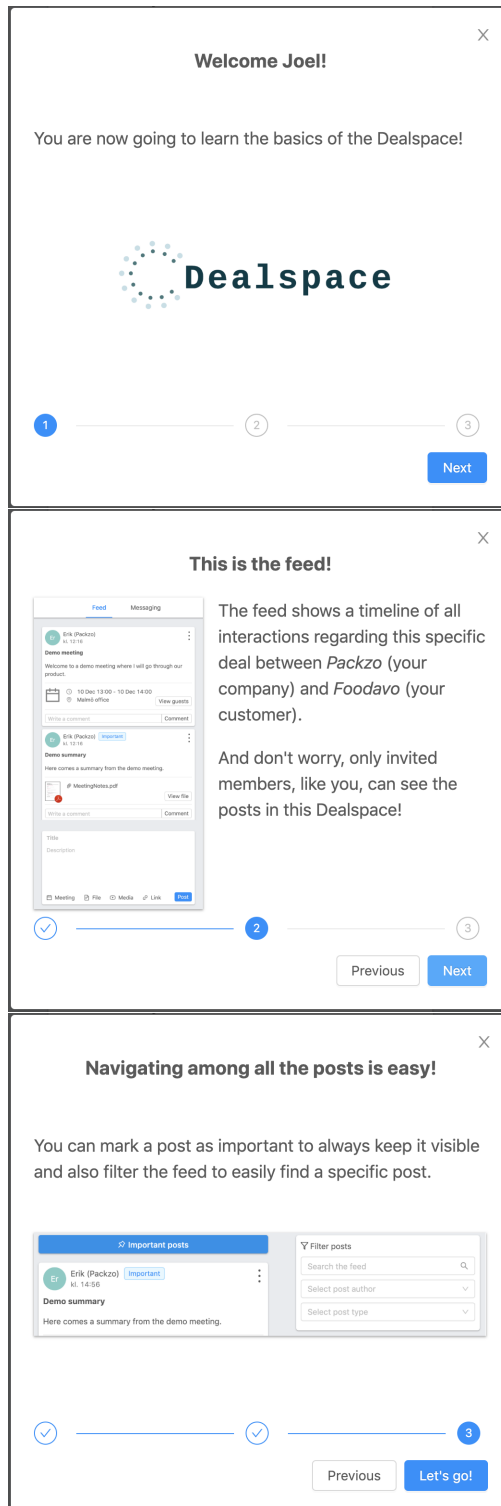 Welcome Joel!
You are now going to learn the basics of the Dealspace!
Dealspace
1
2
3
Next
This is the feed!
Feed Messaging
Er
Erik (Packzo)
kl. 12:16
Demo meeting
Welcome to a demo meeting where I will go through our
product.
10 Dec 13:00 - 10 Dec 14:00
Malmö office
View guests
Write a comment
Comment
Er
Erik (Packzo) Important
kl. 12:16
Demo summary
Here comes a summary from the demo meeting.
MeetingNotes.pdf
View file
Write a comment
Comment
Title
Description
Meeting File Media Link Post
The feed shows a timeline of all
interactions regarding this specific
deal between Packzo (your
company) and Foodavo (your
customer).
And don't worry, only invited
members, like you, can see the
posts in this Dealspace!
2
3
Previous
Next
Navigating among all the posts is easy!
You can mark a post as important to always keep it visible
and also filter the feed to easily find a specific post.
Important posts
Er
Erik (Packzo) Important
kl. 14:56
Demo summary
Here comes a summary from the demo meeting.
Filter posts
Search the feed
Select post author
Select post type
3
Previous
Let's go!